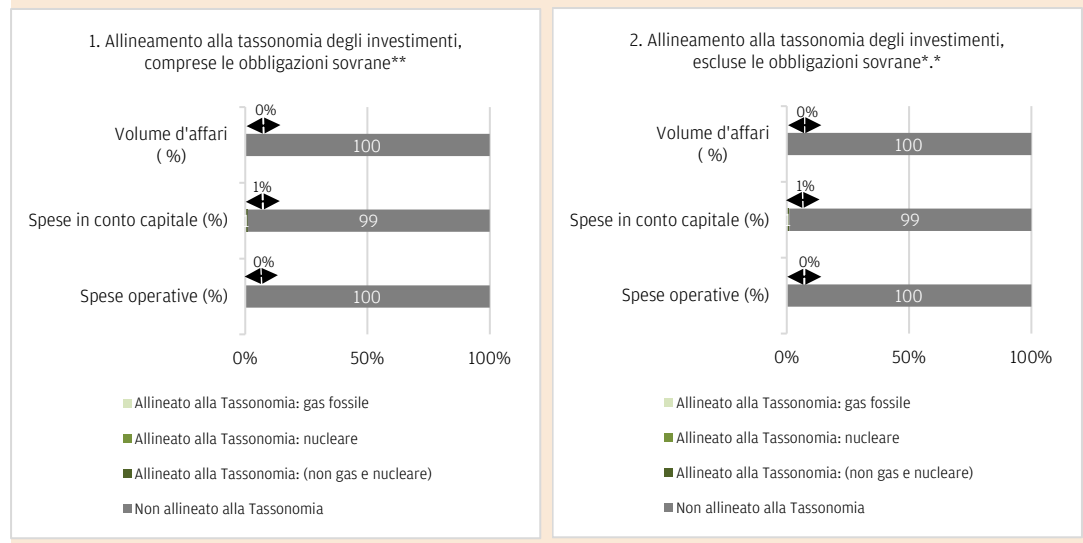 1. Allineamento alla tassonomia degli investimenti,
comprese le obbligazioni sovrane**
0%
Volume d'affari
( %)
100
1%
Spese in conto capitale (%)
1
99
0%
Spese operative (%)
100
0%
50%
100%
Allineato alla Tassonomia: gas fossile
Allineato alla Tassonomia: nucleare
Allineato alla Tassonomia: (non gas e nucleare)
Non allineato alla Tassonomia
2. Allineamento alla tassonomia degli investimenti,
escluse le obbligazioni sovrane*.*
0%
Volume d'affari
( %)
100
1%
Spese in conto capitale (%)
1
99
0%
Spese operative (%)
100
0%
50%
100%
Allineato alla Tassonomia: gas fossile
Allineato alla Tassonomia: nucleare
Allineato alla Tassonomia: (non gas e nucleare)
Non allineato alla Tassonomia